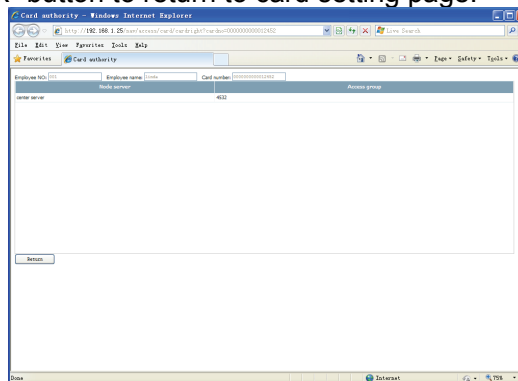 button to return to card setting page.
Card authority - Windows Internet Explorer
http://192.168.1.25/
Live Search
File Edit View Favorites Tools Help
Favorites Card authority Page Safety Tools
Employee NO: 001 Employee name: Card number:
Node server Access group
center server 4532
Return
Done Internet 75%